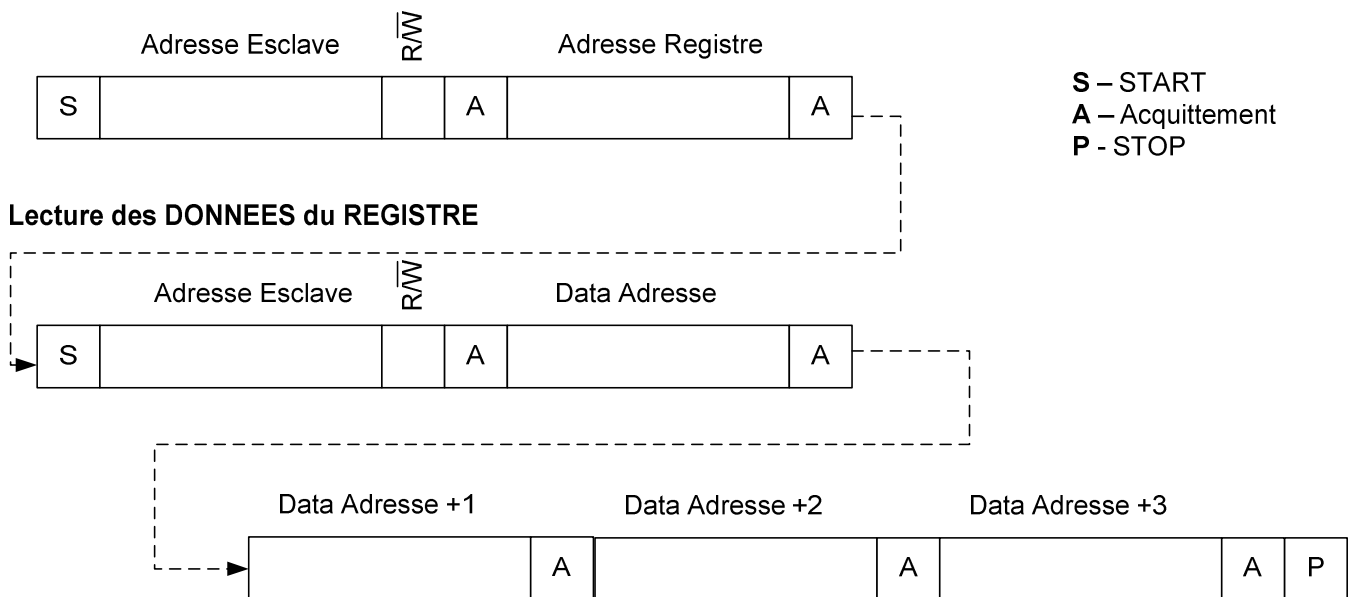 Adresse Esclave R/W Adresse Registre
S A A
S – START
A – Acquittement
P - STOP
Lecture des DONNEES du REGISTRE
Adresse Esclave R/W Data Adresse
S A A
Data Adresse +1 Data Adresse +2 Data Adresse +3
A A A P